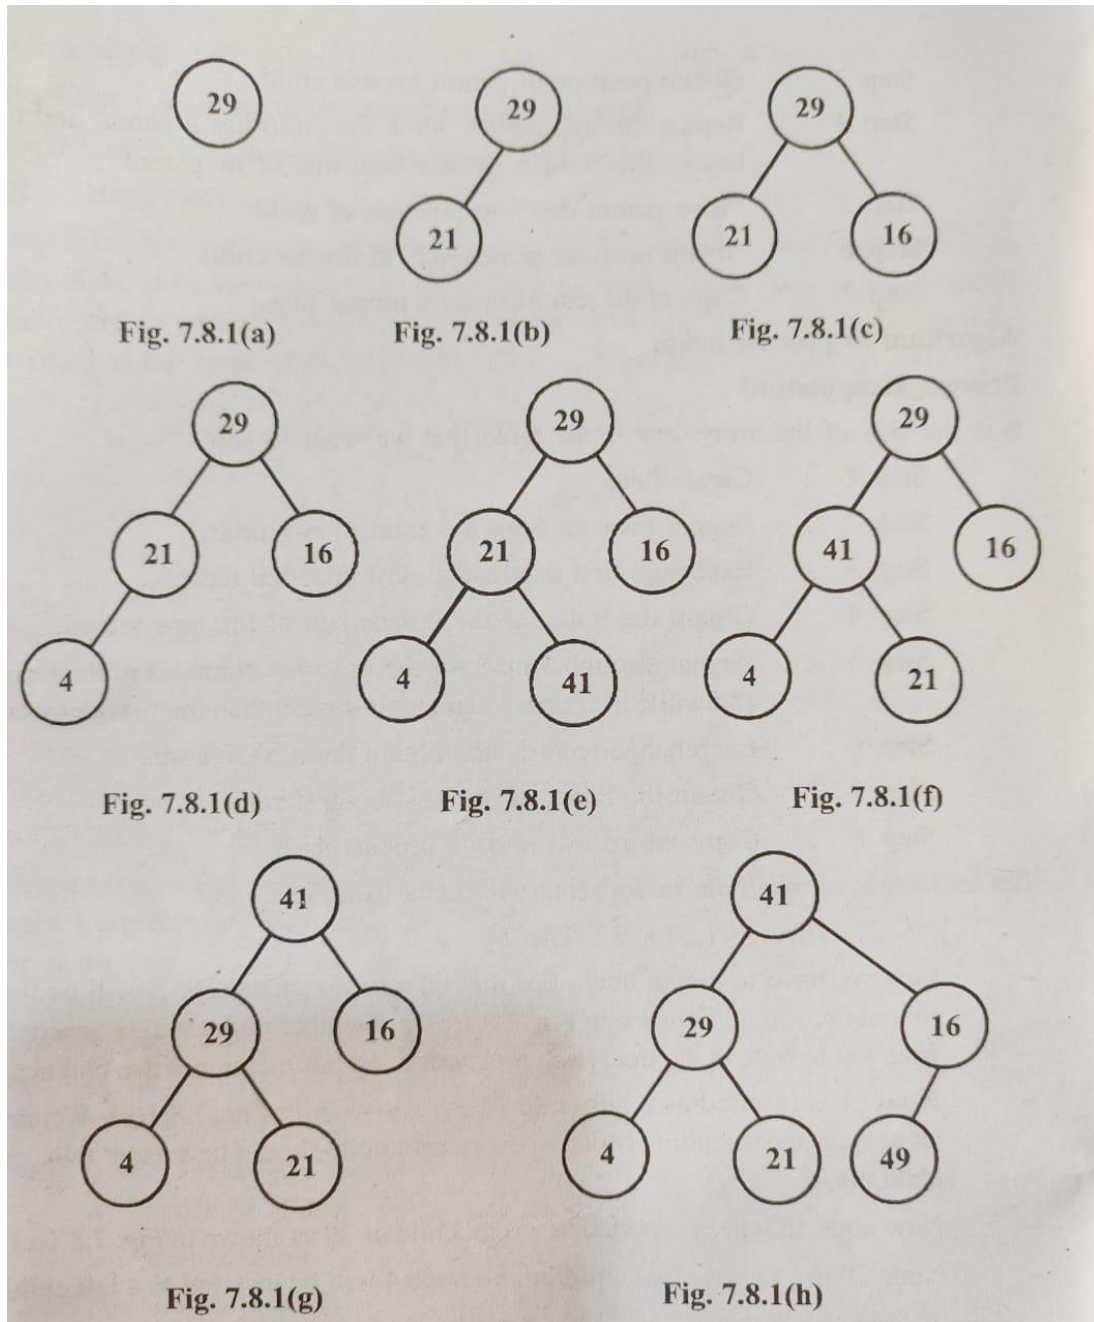 29 29 29
21 21 16
Fig. 7.8.1(a) Fig. 7.8.1(b) Fig. 7.8.1(c)
29 29 29
21 16 21 16 41 16
4 4 41 4 21
Fig. 7.8.1(d) Fig. 7.8.1(e) Fig. 7.8.1(f)
41 41
29 16 29 16
4 21 4 21 49
Fig. 7.8.1(g) Fig. 7.8.1(h)